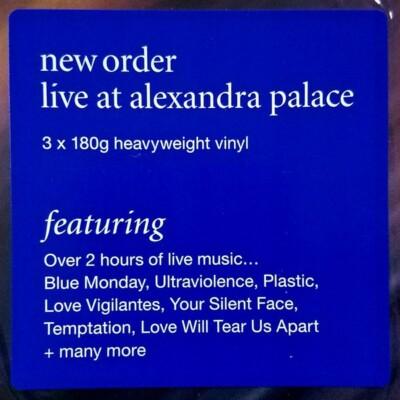 new order
live at alexandra palace
3 x 180g heavyweight vinyl
featuring
Over 2 hours of live music...
Blue Monday, Ultraviolence, Plastic,
Love Vigilantes, Your Silent Face,
Temptation, Love Will Tear Us Apart
+ many more